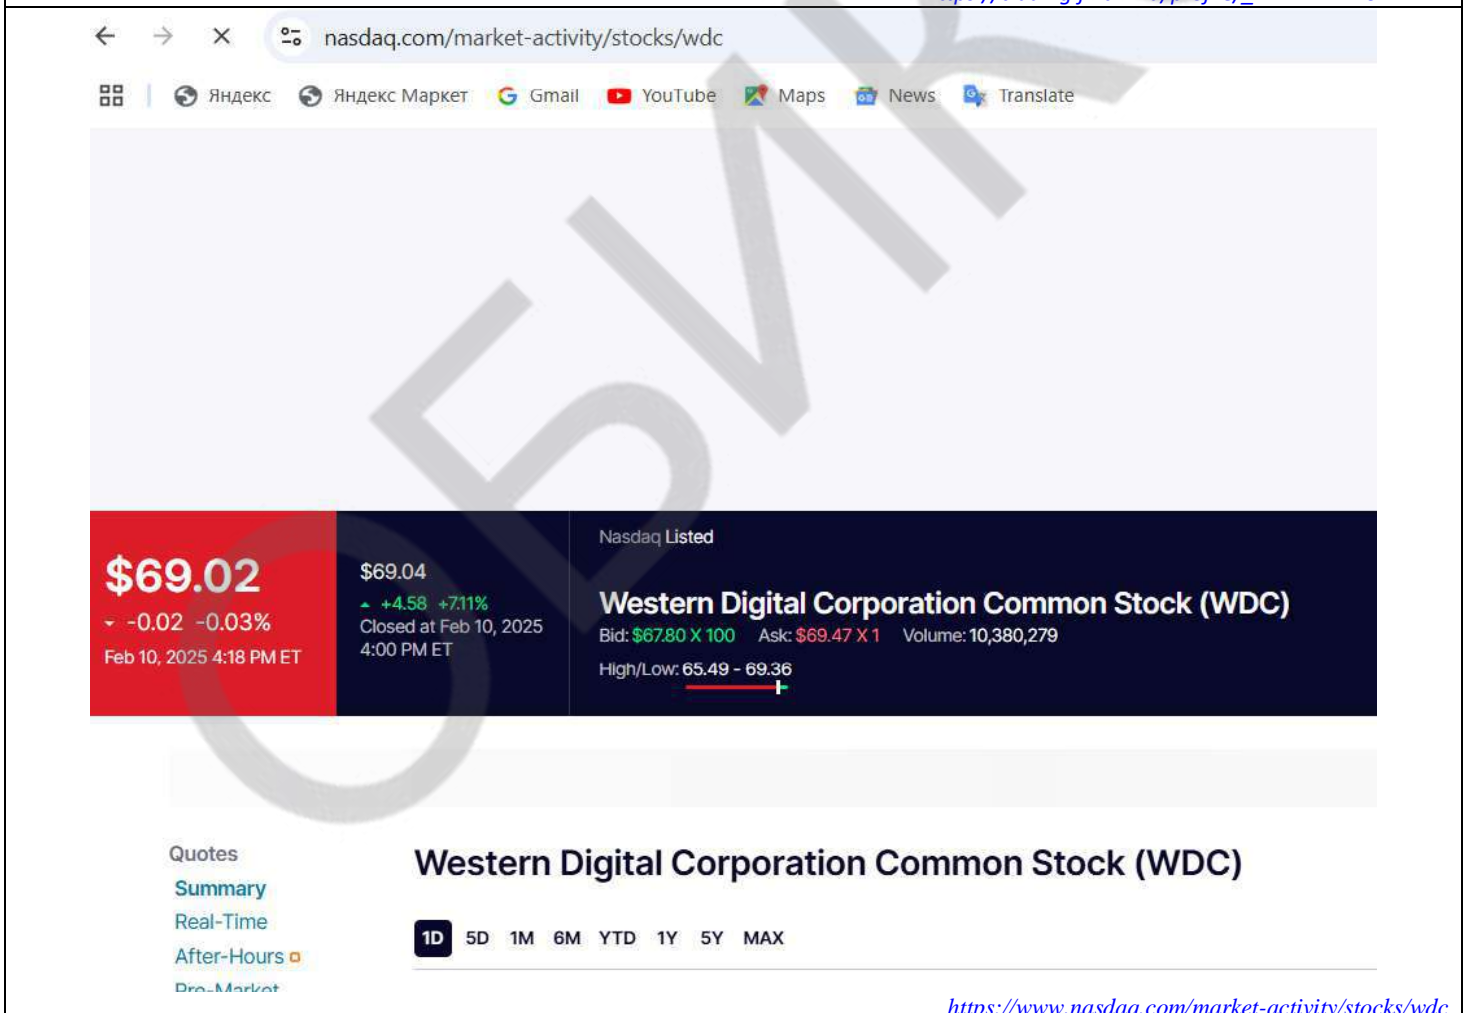 nasdaq.com/market-activity/stocks/wdc
Яндекс Яндекс Маркет Gmail YouTube Maps News Translate
Nasdaq Listed
$69.02
-0.02 -0.03%
Feb 10, 2025 4:18 PM ET
$69.04
+4.58 +7.11%
Closed at Feb 10, 2025
4:00 PM ET
Western Digital Corporation Common Stock (WDC)
Bid: $67.80 X 100 Ask: $69.47 X 1 Volume: 10,380,279
High/Low: 65.49 - 69.36
ОБИК
Quotes
Summary
Real-Time
After-Hours
Pre-Market
Western Digital Corporation Common Stock (WDC)
1D 5D 1M 6M YTD 1Y 5Y MAX
https://www.nasdaq.com/market-activity/stocks/wdc